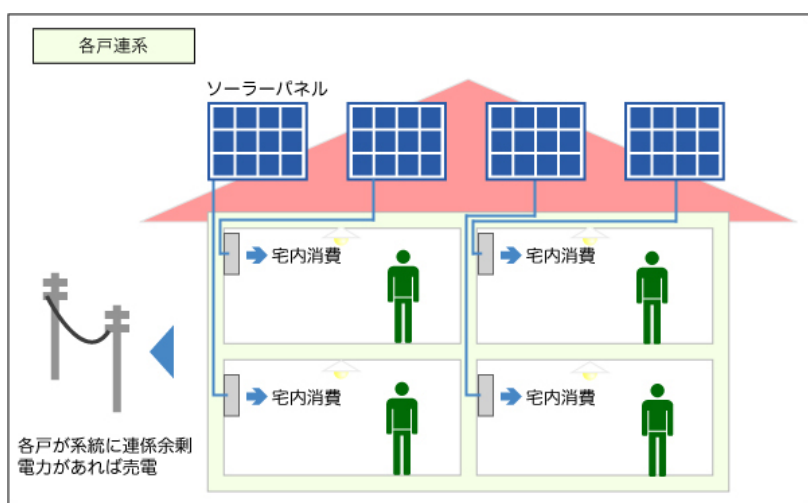 各戸連系
ソーラーパネル
宅内消費
宅内消費
宅内消費
宅内消費
各戸が系統に連係余剰
電力があれば売電